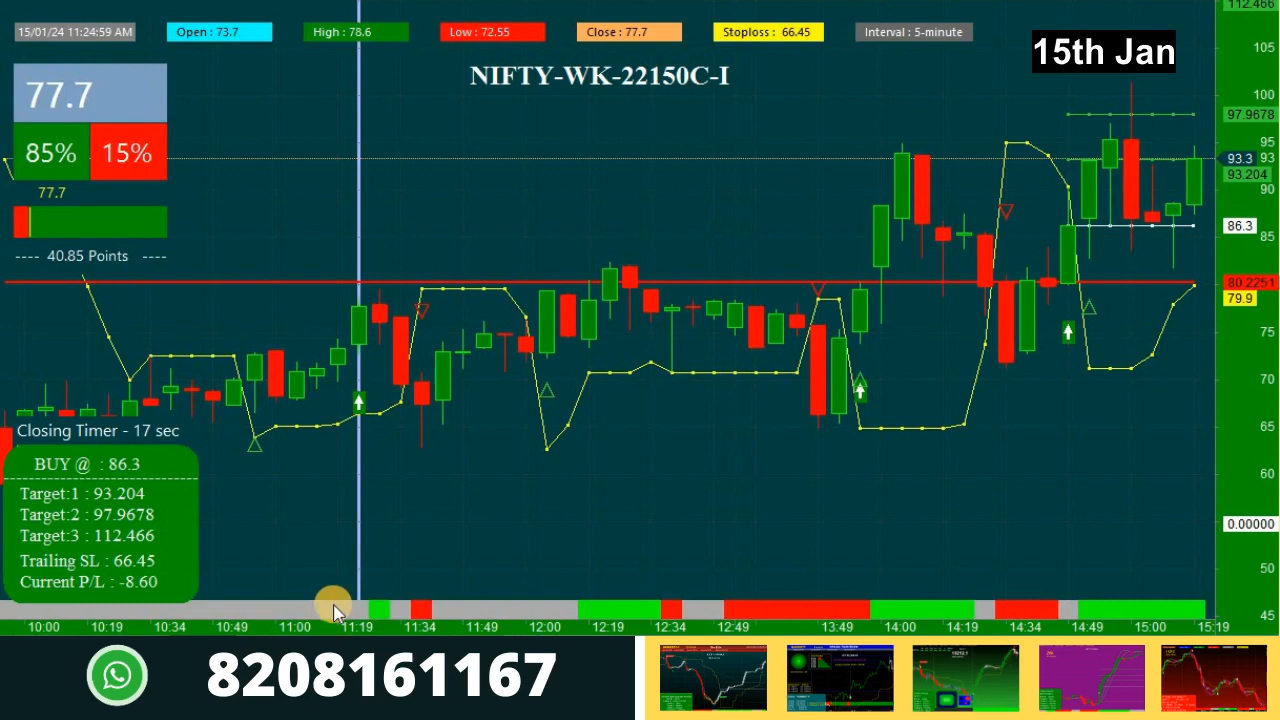 15/01/24 11:24:59 AM
Open : 73.7
High : 78.6
Low : 72.55
Close : 77.7
Stoploss : 66.45
Interval : 5-minute
112.466
15th Jan
NIFTY-WK-22150C-I
77.7
85% 15%
77.7
---- 40.85 Points ----
105
100
97.9678
95
93.3 93
93.204
90
86.3
85
80.2251
79.9
75
70
65
60
0.00000
50
45
Closing Timer - 17 sec
BUY @ : 86.3
Target:1 : 93.204
Target:2 : 97.9678
Target:3 : 112.466
Trailing SL : 66.45
Current P/L : -8.60
10:00 10:19 10:34 10:49 11:00 11:19 11:34 11:49 12:00 12:19 12:34 12:49 13:49 14:00 14:19 14:34 14:49 15:00 15:19
8208161167